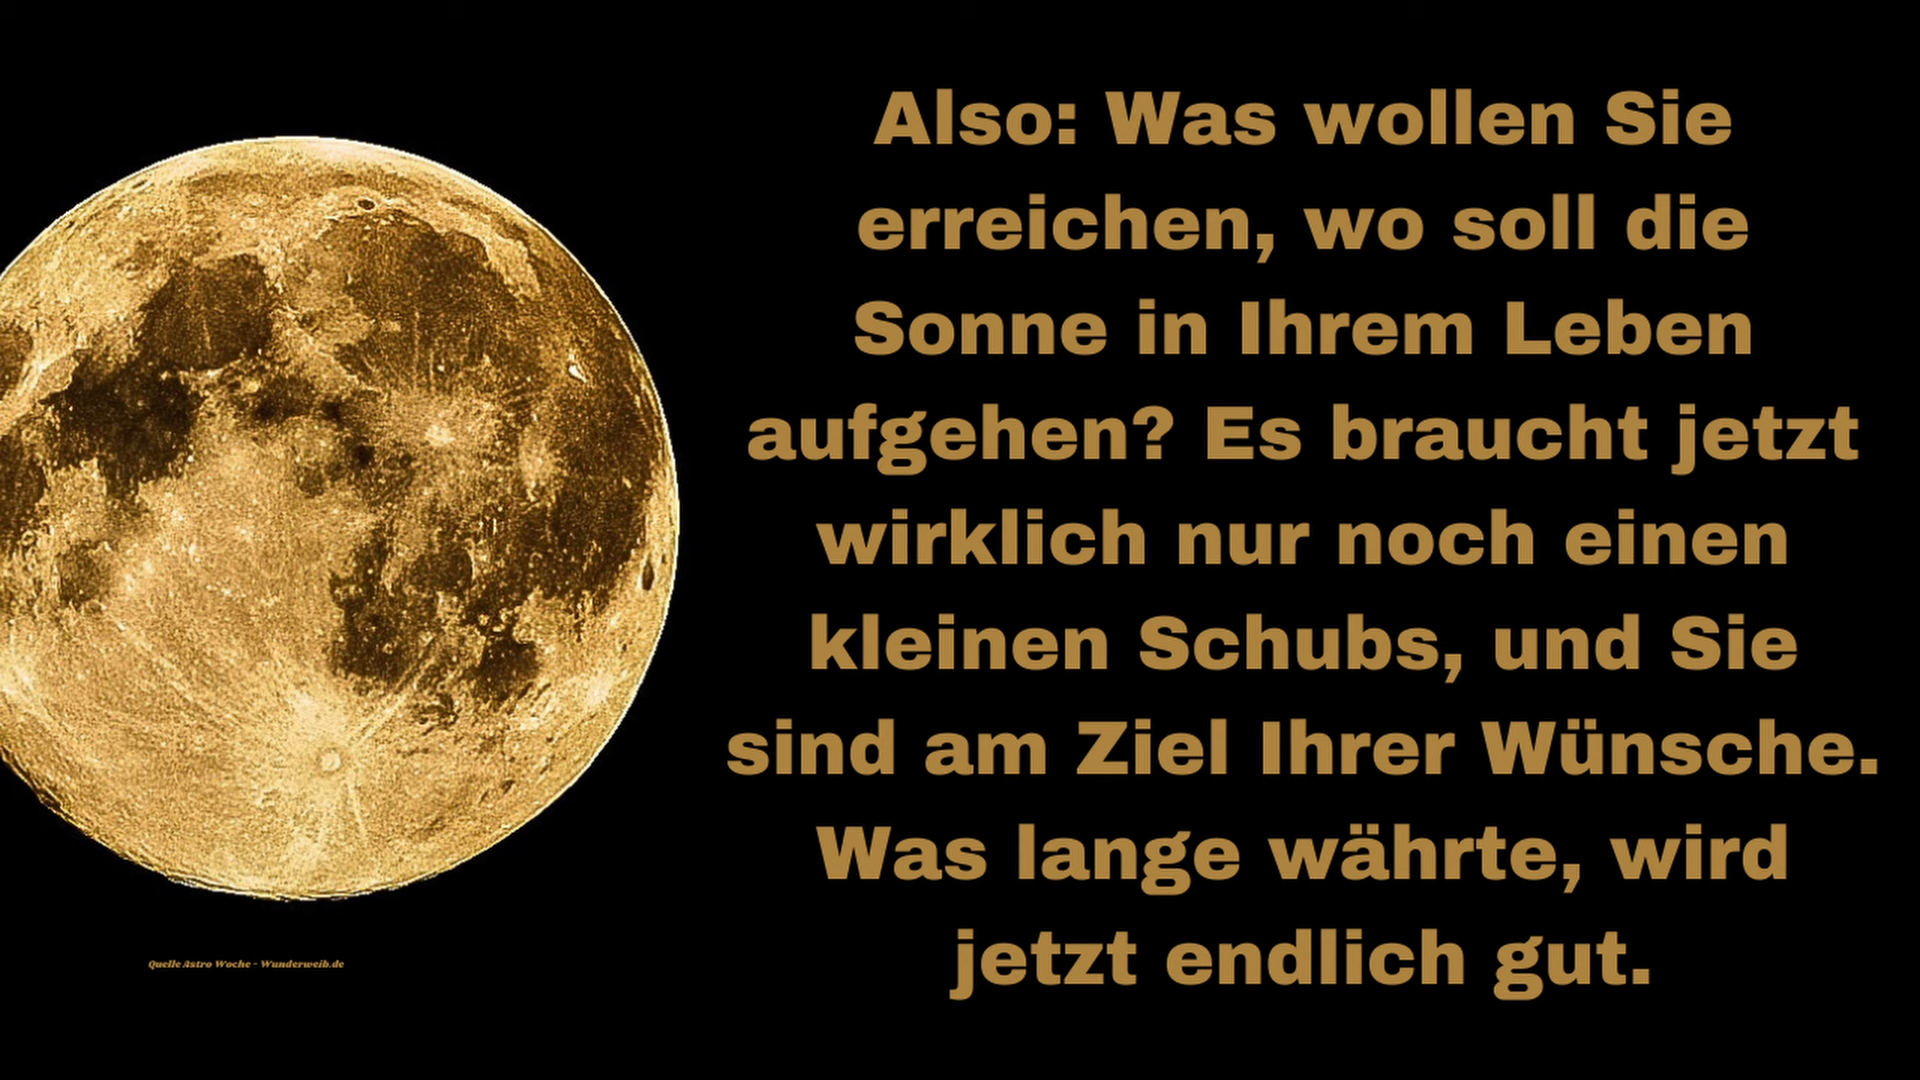 Also: Was wollen Sie
erreichen, wo soll die
Sonne in Ihrem Leben
aufgehen? Es braucht jetzt
wirklich nur noch einen
kleinen Schubs, und Sie
sind am Ziel Ihrer Wünsche.
Was lange währte, wird
jetzt endlich gut.
Quelle Astro Woche - Wunderweib.de